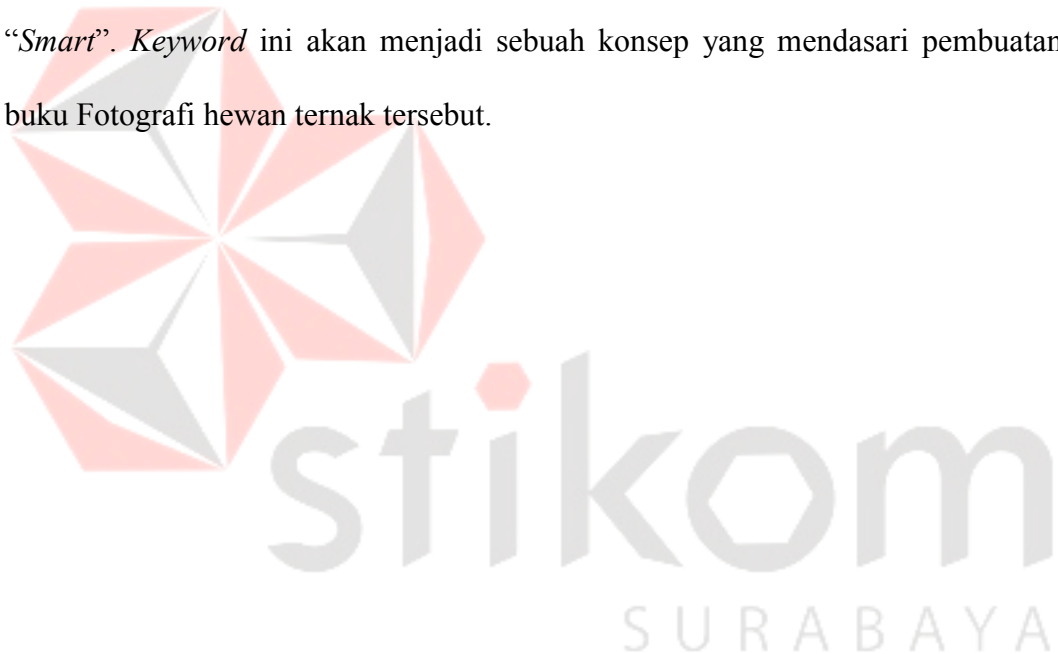 “Smart”. Keyword ini akan menjadi sebuah konsep yang mendasari pembuatan
buku Fotografi hewan ternak tersebut.
stikom
SURABAYA